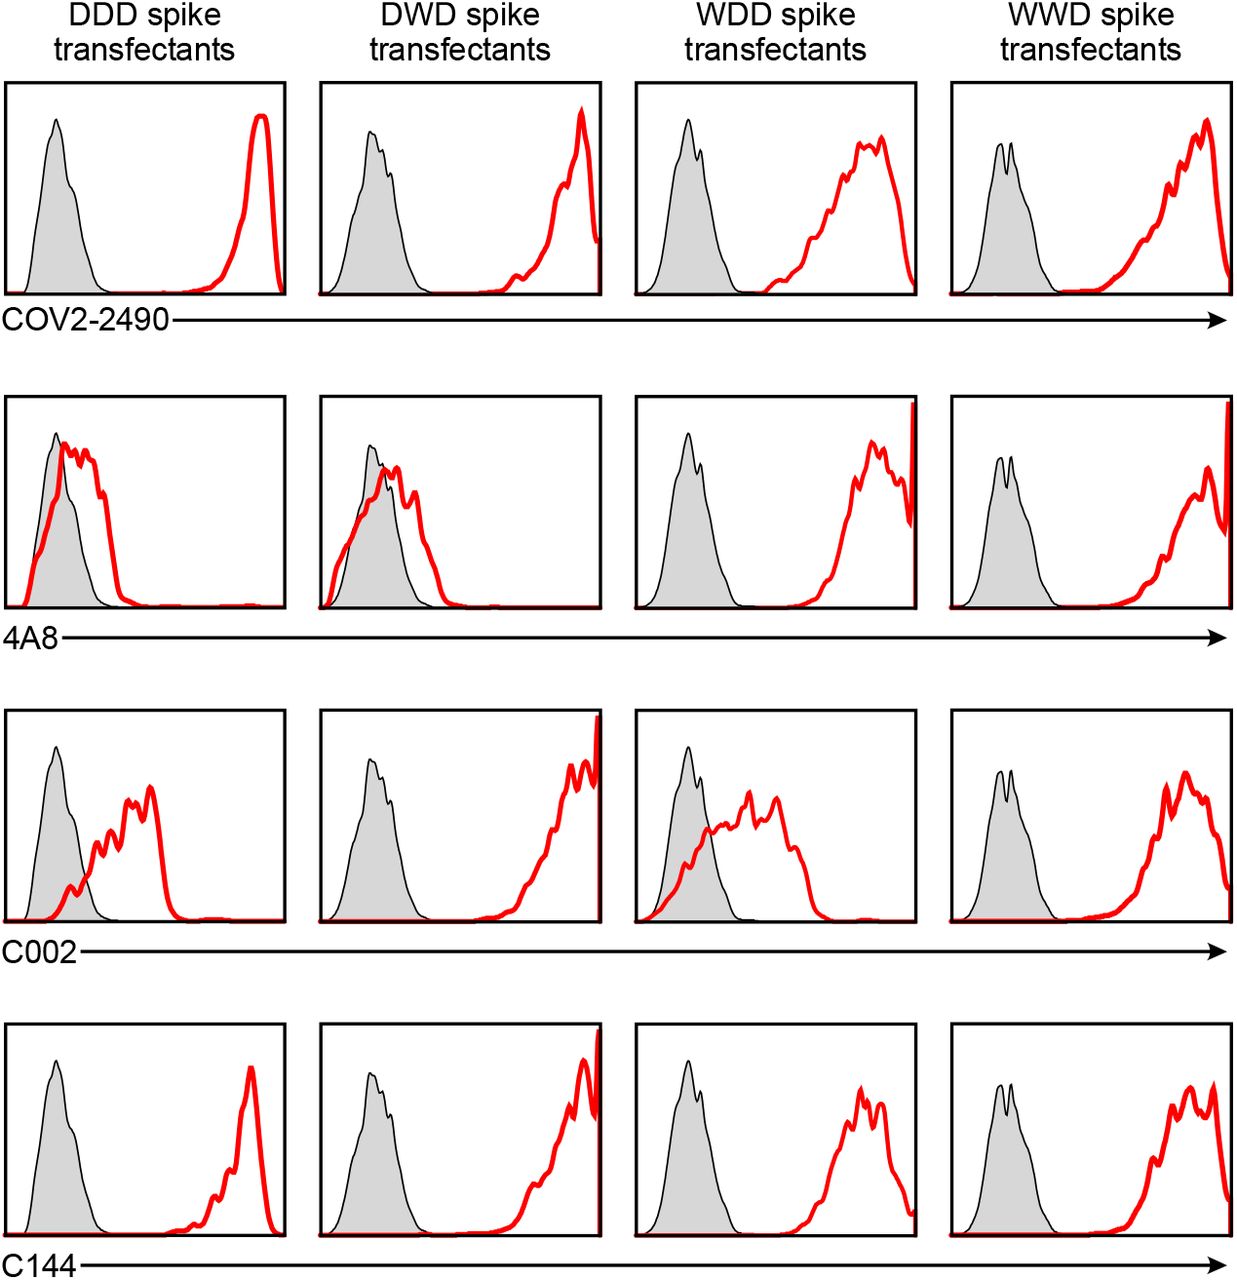 DDD spike
transfectants
DWD spike
transfectants
WDD spike
transfectants
WWD spike
transfectants
COV2-2490
4A8
C002
C144